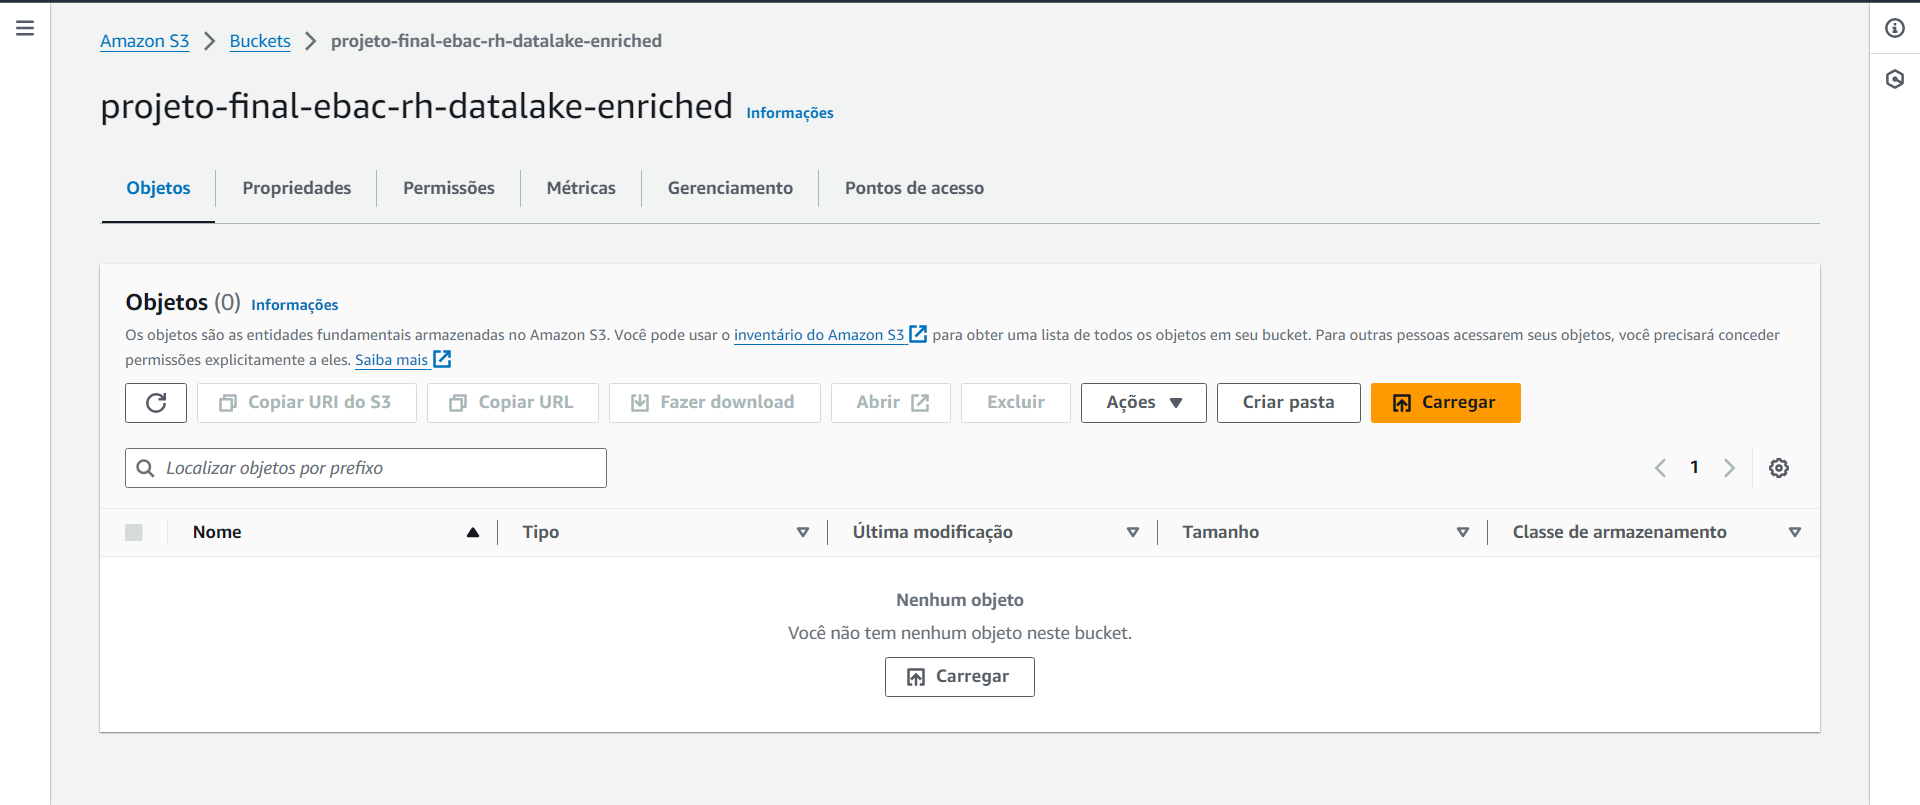 Amazon S3 > Buckets > projeto-final-ebac-rh-datalake-enriched
projeto-final-ebac-rh-datalake-enriched Informações
Objetos Propriedades Permissões Métricas Gerenciamento Pontos de acesso
Objetos (0) Informações
Os objetos são as entidades fundamentais armazenadas no Amazon S3. Você pode usar o inventário do Amazon S3 para obter uma lista de todos os objetos em seu bucket. Para outras pessoas acessarem seus objetos, você precisará conceder
permissões explicitamente a eles. Saiba mais
Copiar URI do S3 Copiar URL Fazer download Abrir Excluir Ações Criar pasta Carregar
Localizar objetos por prefixo 1
Nome Tipo Última modificação Tamanho Classe de armazenamento
Nenhum objeto
Você não tem nenhum objeto neste bucket.
Carregar